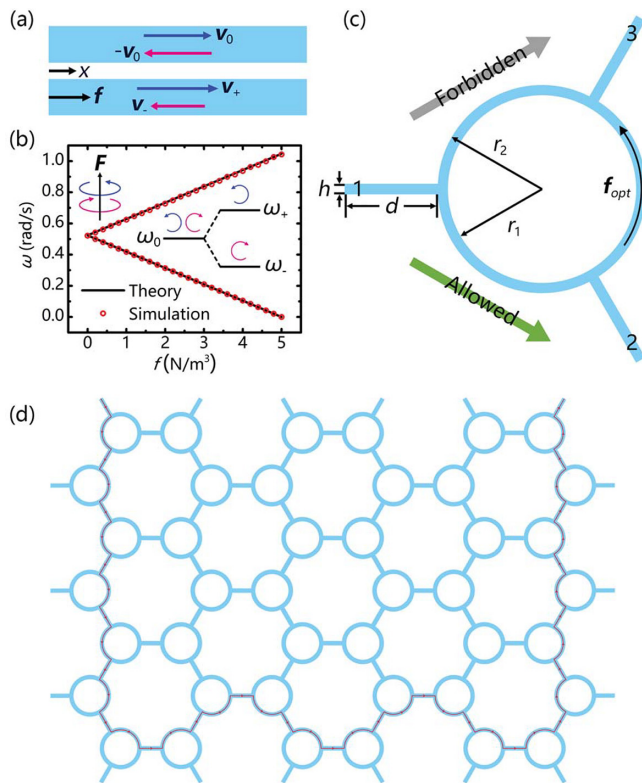 (a)
v₀
-v₀
x
f
v₊
v₋
(b)
ω (rad/s)
1.0
0.8
0.6
0.4
0.2
0.0
F
ω₀
ω₊
ω₋
Theory
Simulation
0 1 2 3 4 5
f (N/m³)
(c)
3
Forbidden
r₂
h
1
d
r₁
f_opt
Allowed
2
(d)